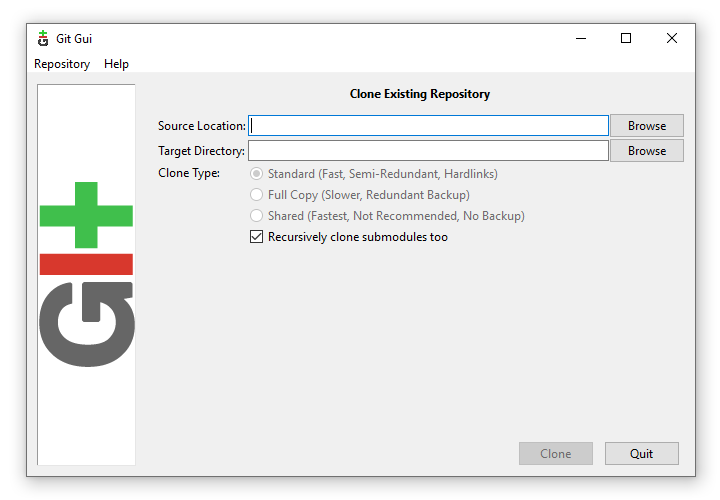 Git Gui
Repository Help
Clone Existing Repository
Source Location: Browse
Target Directory: Browse
Clone Type: Standard (Fast, Semi-Redundant, Hardlinks)
Full Copy (Slower, Redundant Backup)
Shared (Fastest, Not Recommended, No Backup)
Recursively clone submodules too
GIT
Clone Quit